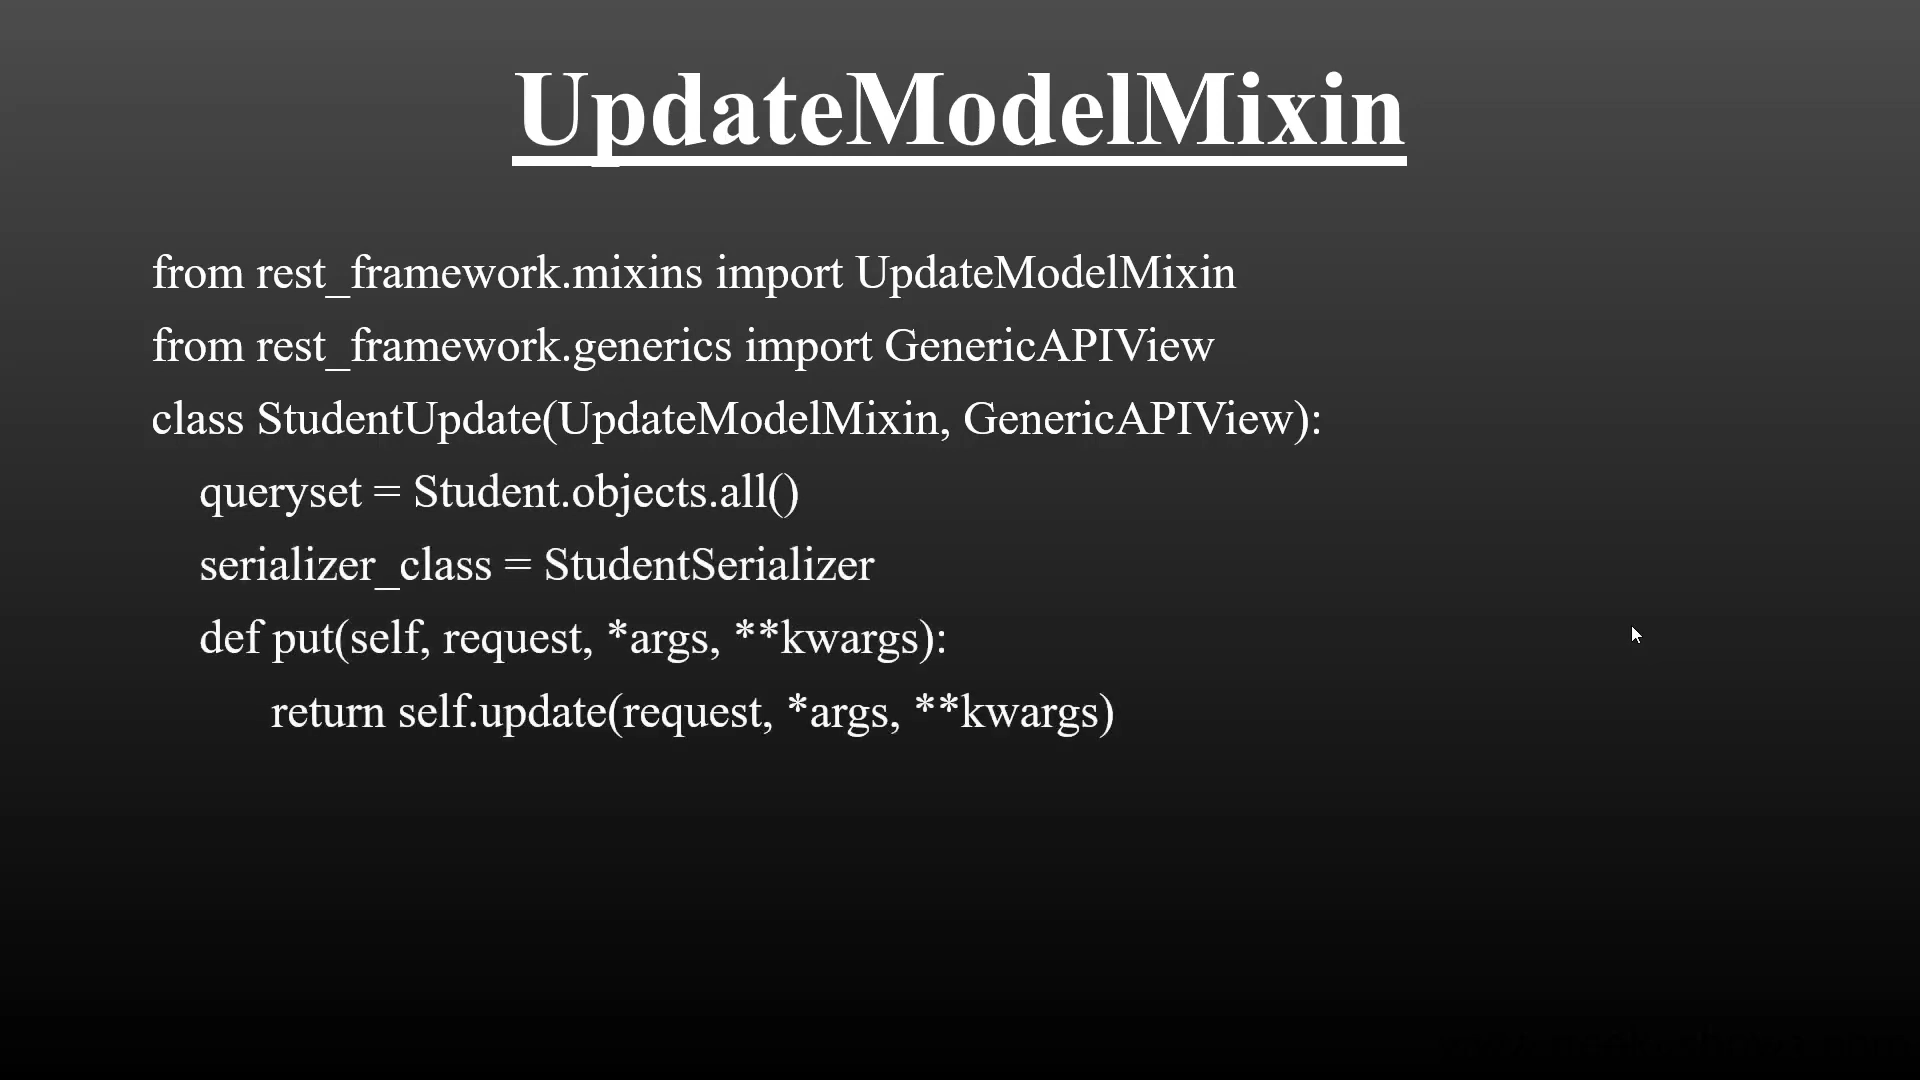 UpdateModelMixin
from rest_framework.mixins import UpdateModelMixin
from rest_framework.generics import GenericAPIView
class StudentUpdate(UpdateModelMixin, GenericAPIView):
queryset = Student.objects.all()
serializer_class = StudentSerializer
def put(self, request, *args, **kwargs):
return self.update(request, *args, **kwargs)